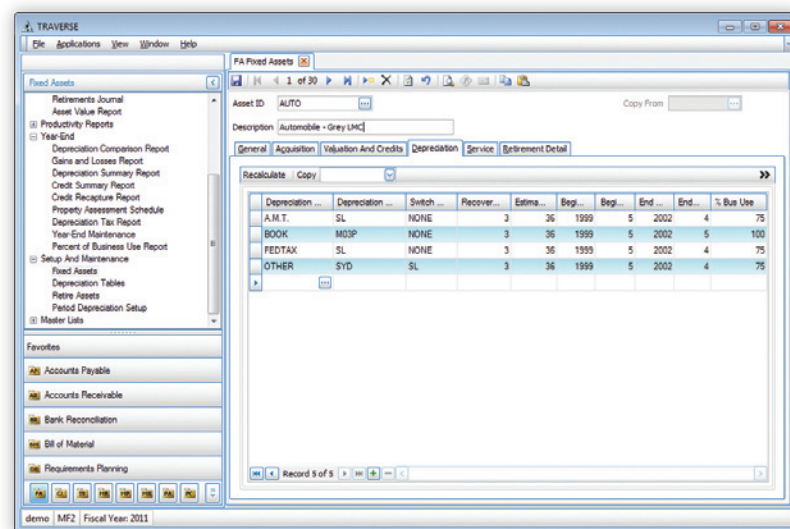 TRAVERSE
File Applications View Window Help
Fixed Assets
Retirements Journal
Asset Value Report
Productivity Reports
Year-End
Depreciation Comparison Report
Gains and Losses Report
Depreciation Summary Report
Credit Summary Report
Credit Recapture Report
Property Assessment Schedule
Depreciation Tax Report
Year-End Maintenance
Percent of Business Use Report
Setup And Maintenance
Fixed Assets
Depreciation Tables
Retire Assets
Period Depreciation Setup
Master Lists
Favorites
Accounts Payable
Accounts Receivable
Bank Reconciliation
Bill of Material
Requirements Planning
FA Fixed Assets
1 of 30
Asset ID AUTO Copy From
Description Automobile - Grey LMC
General Acquisition Valuation And Credits Depreciation Service Retirement Detail
Recalculate Copy
Depreciation ... Depreciation ... Switch ... Recover... Estima... Begi... Begi... End ... End... % Bus Use
A.M.T. SL NONE 3 36 1999 5 2002 4 75
BOOK M03P NONE 3 36 1999 5 2002 5 100
FEDTAX SL NONE 3 36 1999 5 2002 4 75
OTHER SYD SL 3 36 1999 5 2002 4 75
Record 5 of 5
demo MF2 Fiscal Year: 2011